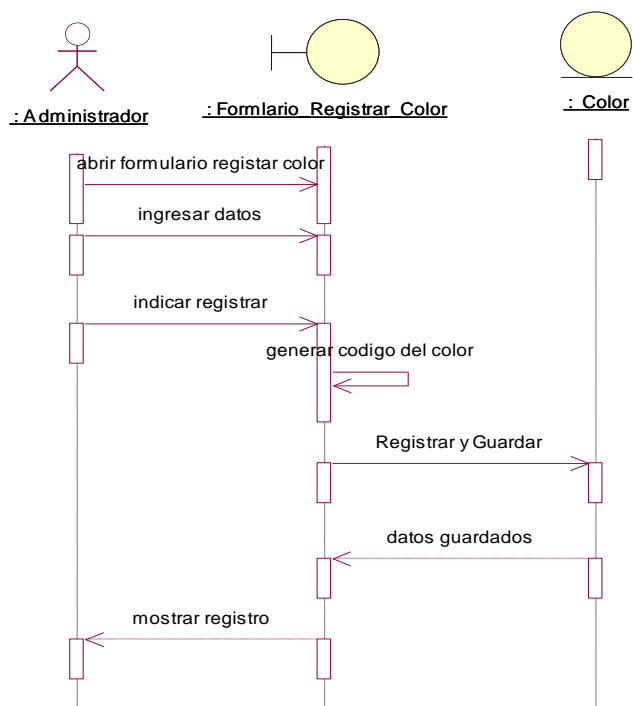 : Administrador
: Formlario_Registrar_Color
: Color
abrir formulario registar color
ingresar datos
indicar registrar
generar codigo del color
Registrar y Guardar
datos guardados
mostrar registro